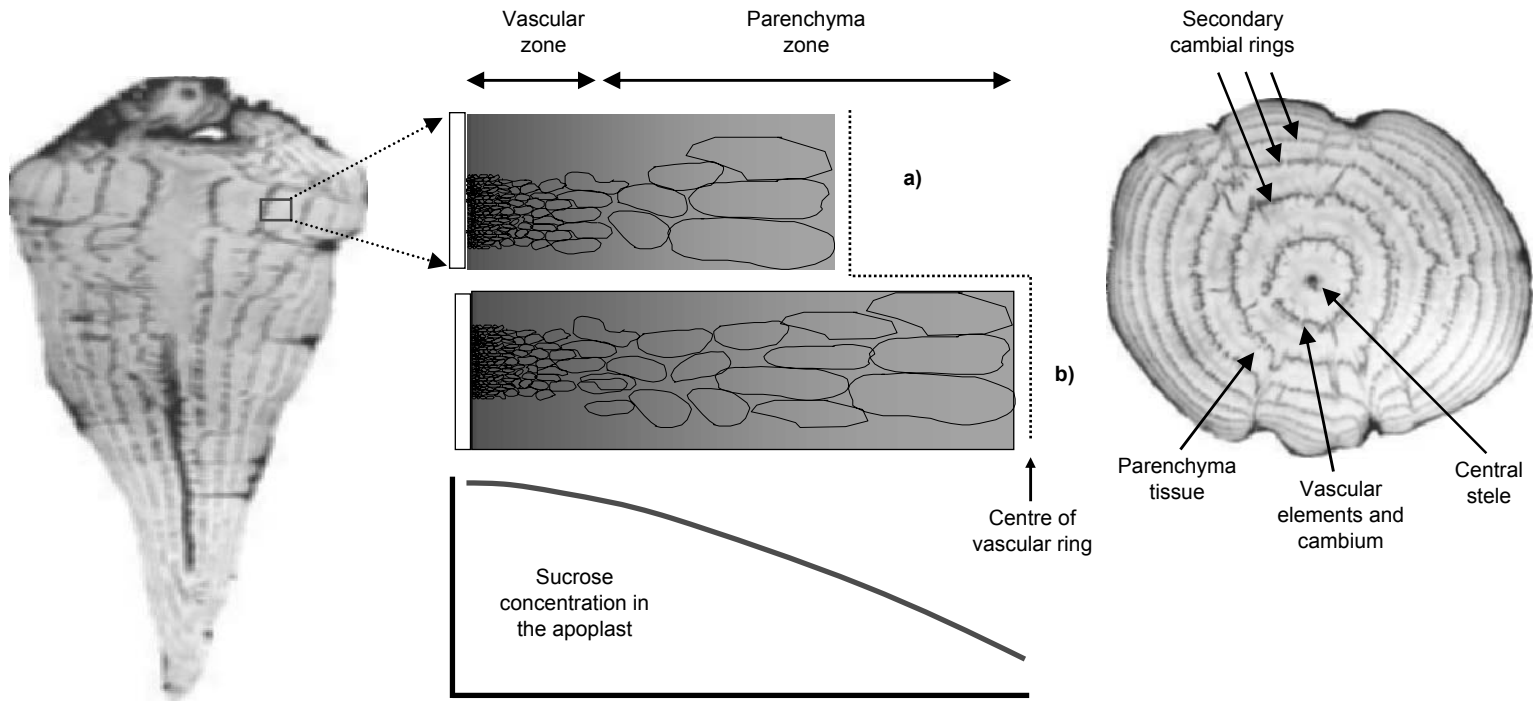 Vascular
zone
Parenchyma
zone
Secondary
cambial rings
a)
b)
Parenchyma
tissue
Vascular
elements and
cambium
Central
stele
Centre of
vascular ring
Sucrose
concentration in
the apoplast